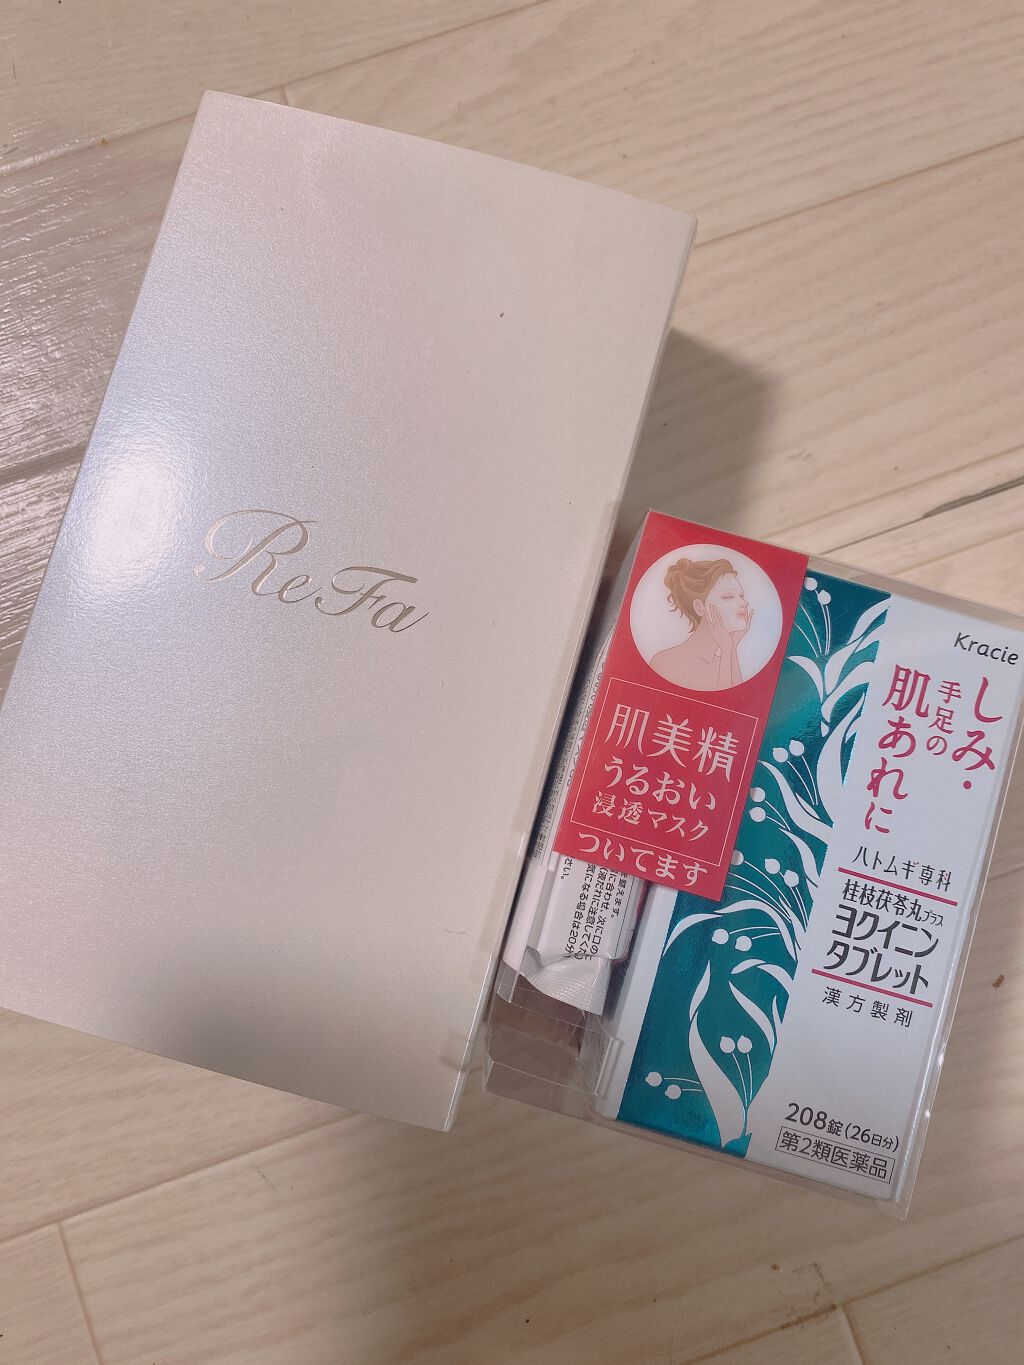 ReFa
肌美精
うるおい
浸透マスク
ついてます
Kracie
しみ・
手足の
肌あれに
ハトムギ専科
桂枝茯苓丸プラス
ヨクイニン
タブレット
漢方製剤
208錠(26日分)
第2類医薬品